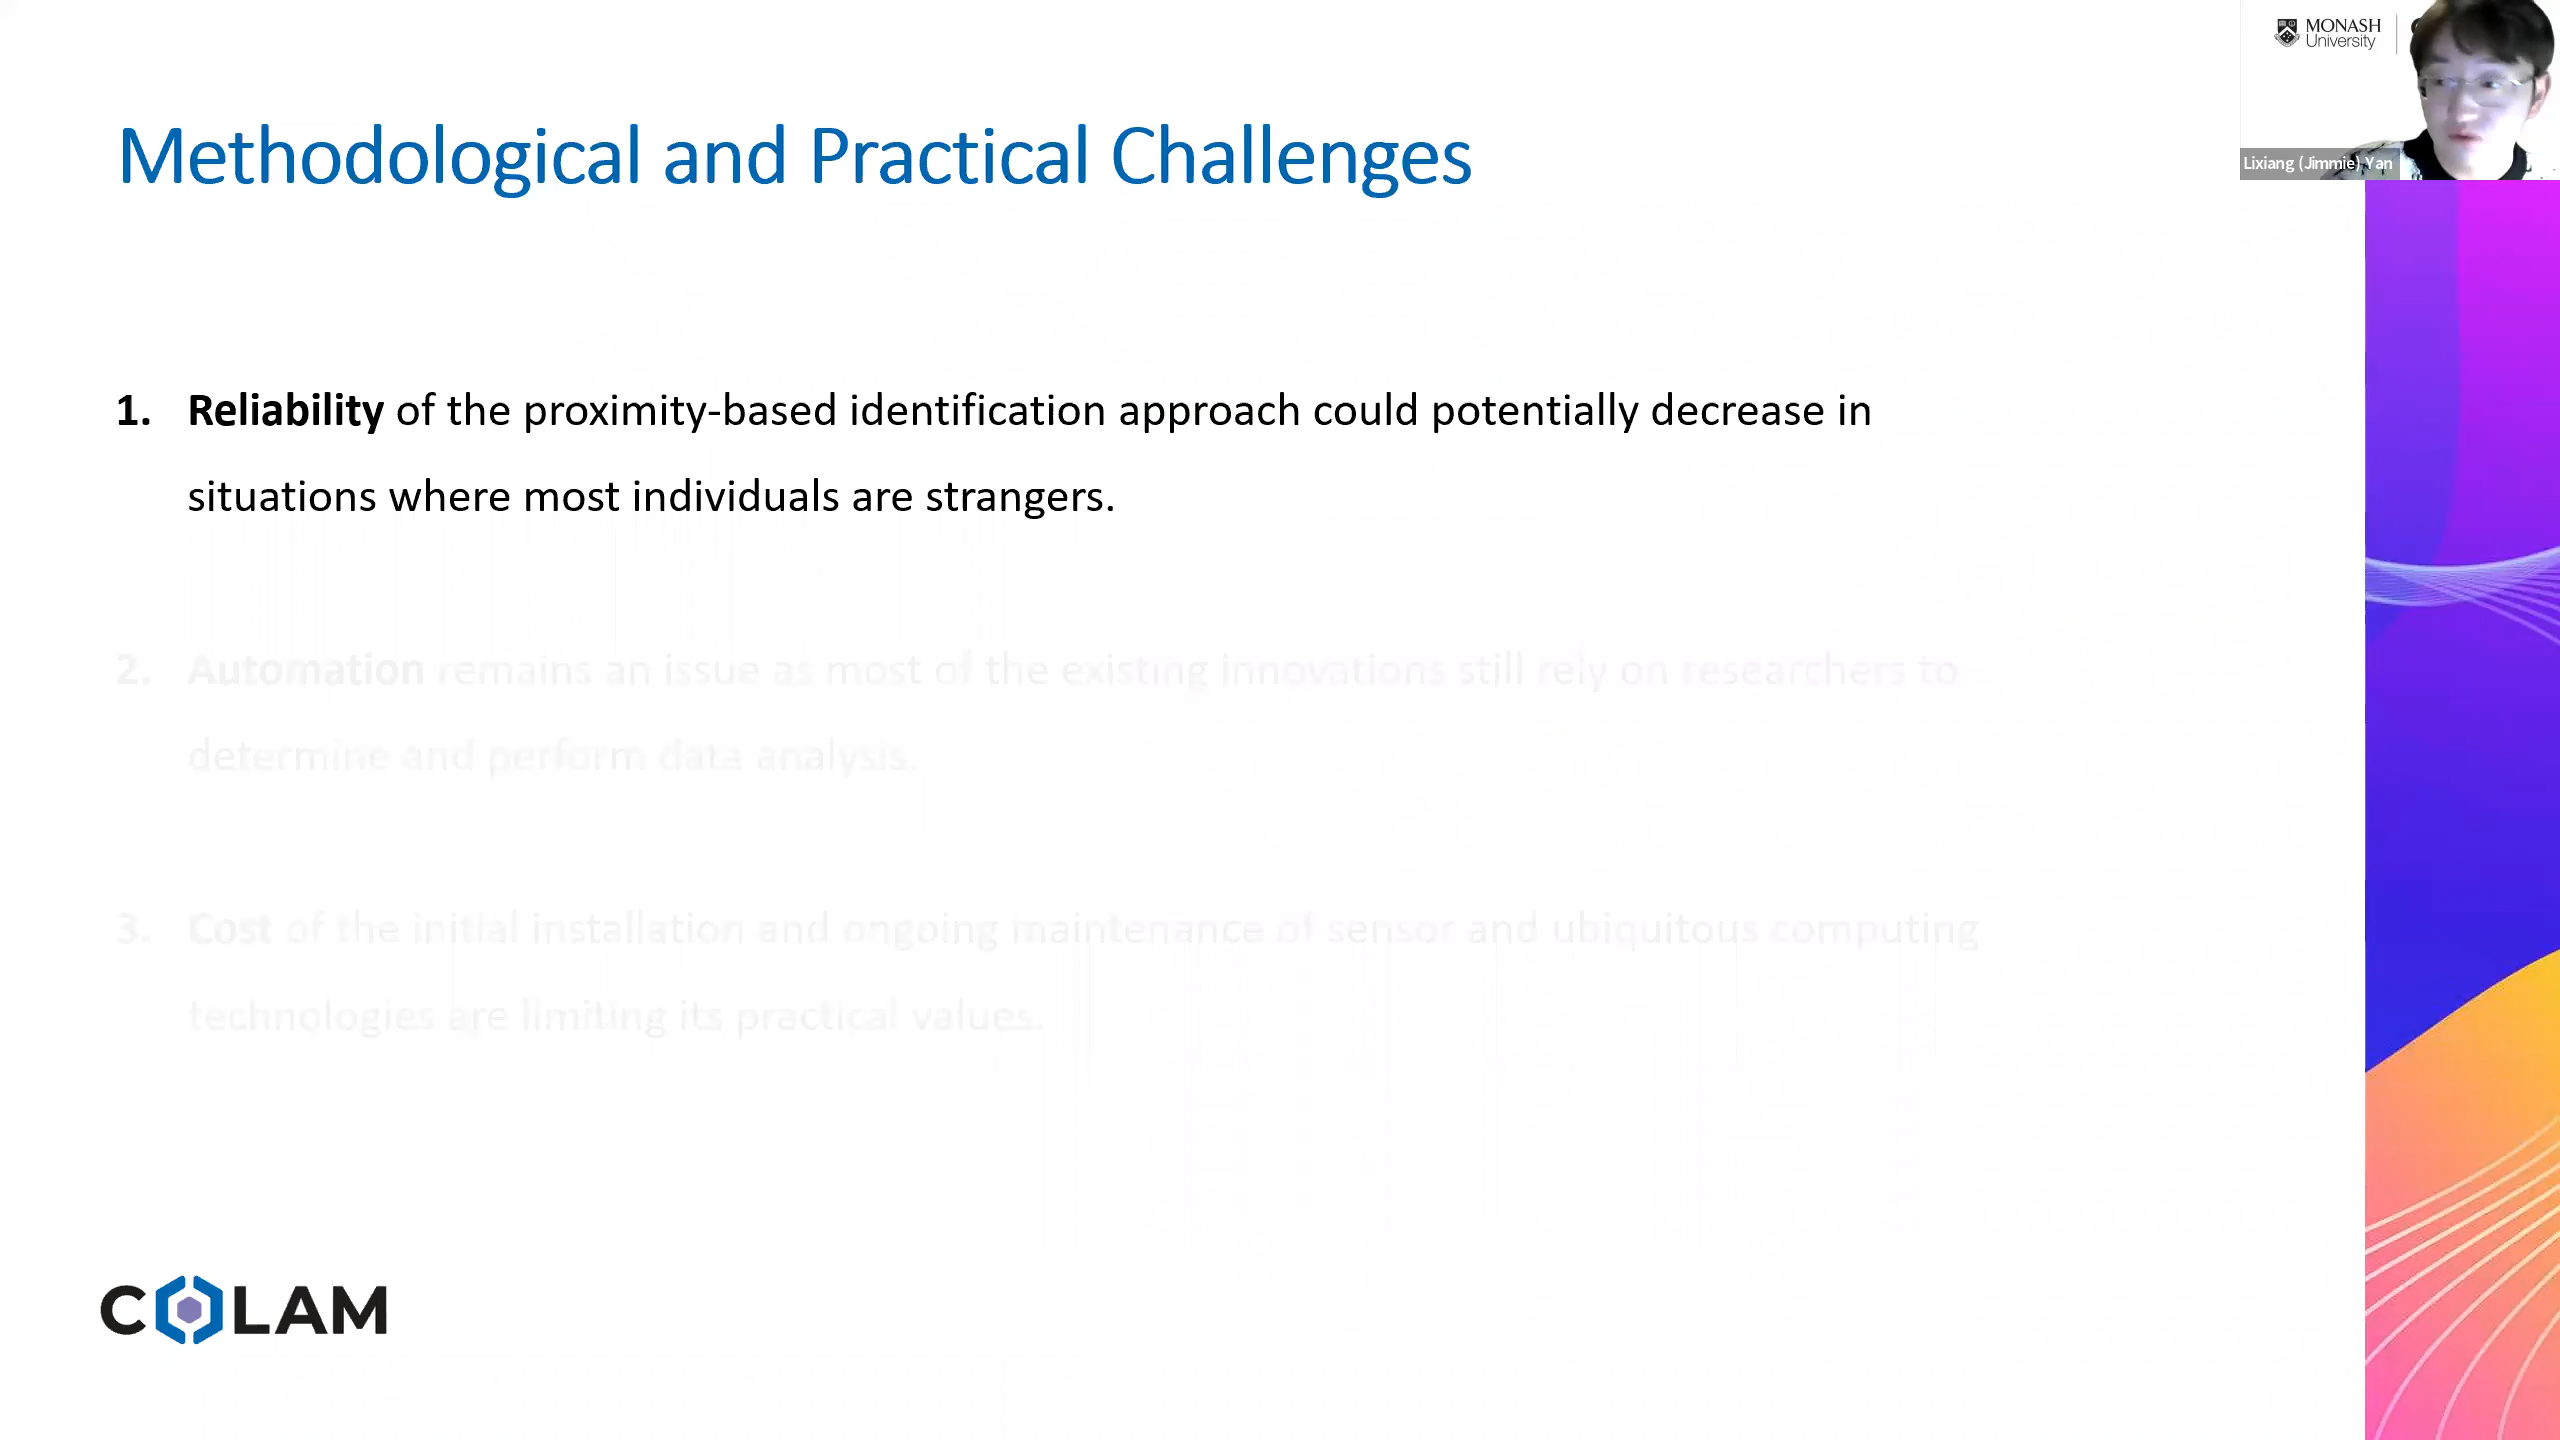 MONASH
University
Lixiang (Jimmie) Yan
Methodological and Practical Challenges
1. Reliability of the proximity-based identification approach could potentially decrease in
situations where most individuals are strangers.
2. Automation remains an issue as most of the existing innovations still rely on researchers to
determine and perform data analysis.
3. Cost of the initial installation and ongoing maintenance of sensor and ubiquitous computing
technologies are limiting its practical values.
COLAM